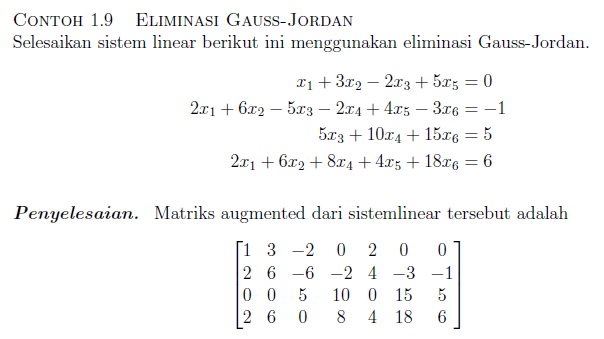 CONTOH 1.9 ELIMINASI GAUSS-JORDAN
Selesaikan sistem linear berikut ini menggunakan eliminasi Gauss-Jordan.
x₁ + 3x₂ − 2x₃ + 5x₅ = 0
2x₁ + 6x₂ − 5x₃ − 2x₄ + 4x₅ − 3x₆ = −1
5x₃ + 10x₄ + 15x₆ = 5
2x₁ + 6x₂ + 8x₄ + 4x₅ + 18x₆ = 6
Penyelesaian. Matriks augmented dari sistemlinear tersebut adalah
1 3 −2 0 2 0 0
2 6 −6 −2 4 −3 −1
0 0 5 10 0 15 5
2 6 0 8 4 18 6